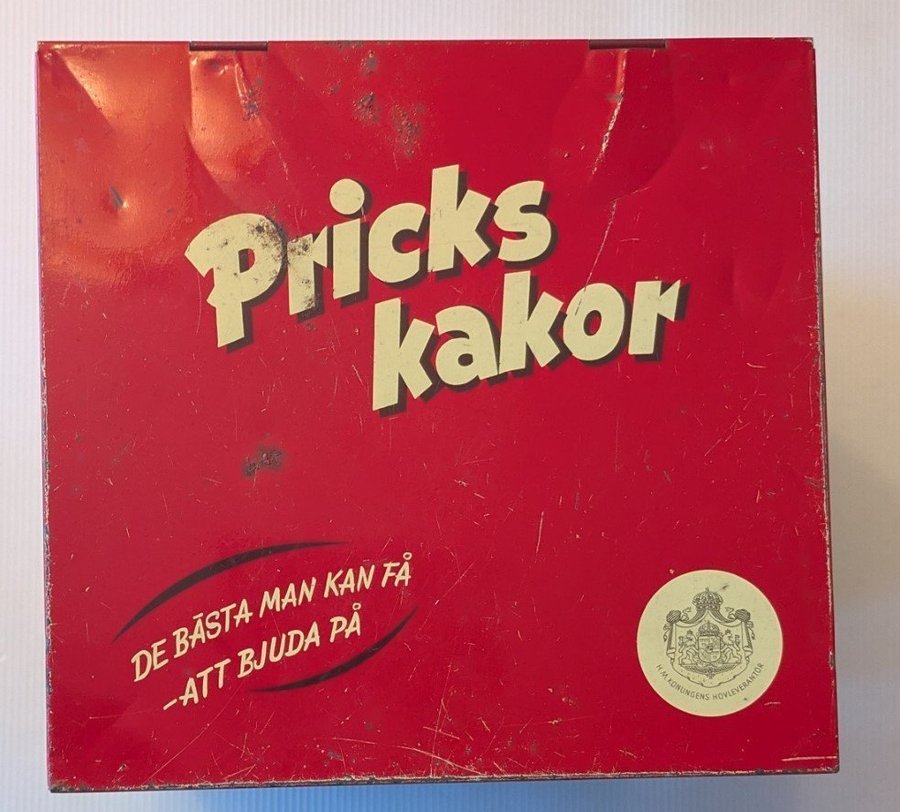 Pricks
kakor
DE BÄSTA MAN KAN FÅ
-ATT BJUDA PÅ
H.M. KONUNGENS HOVLEVERANTÖR